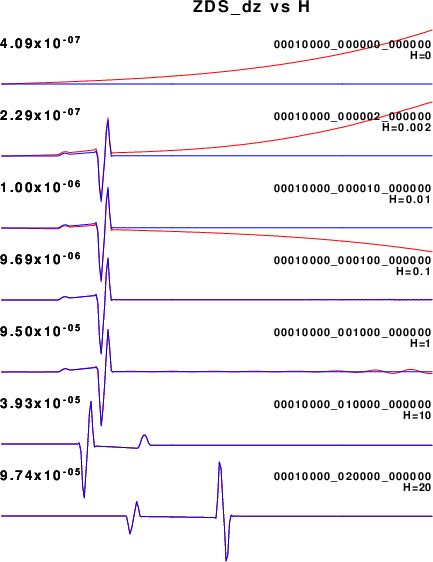 ZDS_dz vs H
4.09x10-07 00010000_000000_000000
H=0
2.29x10-07 00010000_000002_000000
H=0.002
1.00x10-06 00010000_000010_000000
H=0.01
9.69x10-06 00010000_000100_000000
H=0.1
9.50x10-05 00010000_001000_000000
H=1
3.93x10-05 00010000_010000_000000
H=10
9.74x10-05 00010000_020000_000000
H=20